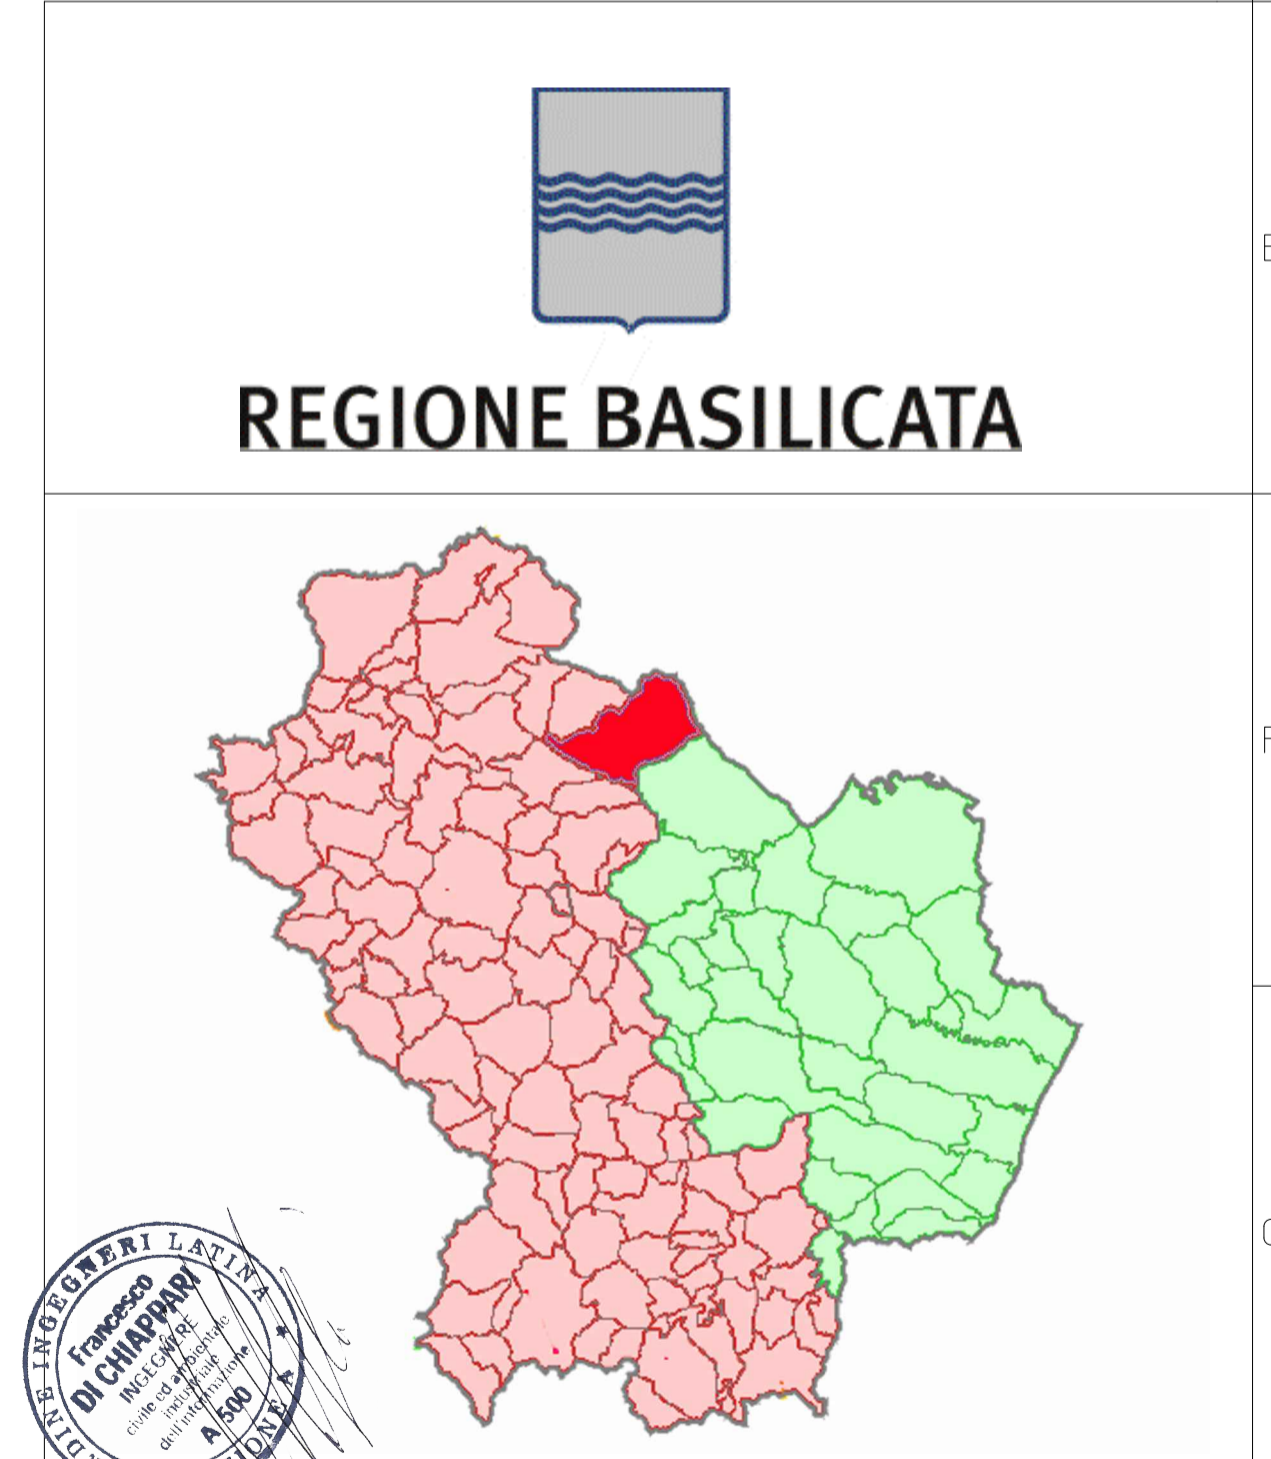 REGIONE BASILICATA
INGEGNERI LATINA
Francesco
DI CHIAPPARI
INGEGNERE
civile ed ambientale
industriale
dell'informazione
A 500